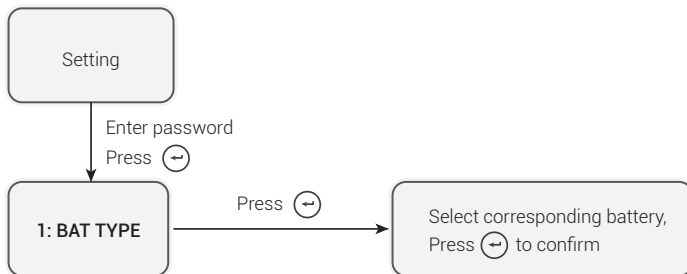 Setting
Enter password
Press
1: BAT TYPE
Press
Select corresponding battery,
Press to confirm